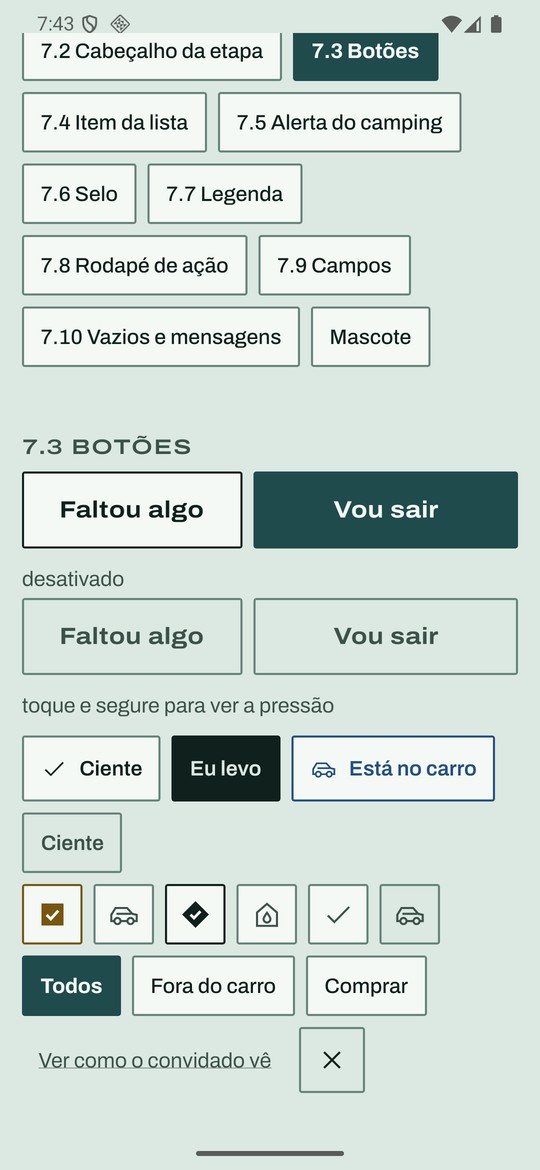 7:43
7.2 Cabeçalho da etapa 7.3 Botões
7.4 Item da lista 7.5 Alerta do camping
7.6 Selo 7.7 Legenda
7.8 Rodapé de ação 7.9 Campos
7.10 Vazios e mensagens Mascote
7.3 BOTÕES
Faltou algo Vou sair
desativado
Faltou algo Vou sair
toque e segure para ver a pressão
Ciente Eu levo Está no carro
Ciente
Todos Fora do carro Comprar
Ver como o convidado vê